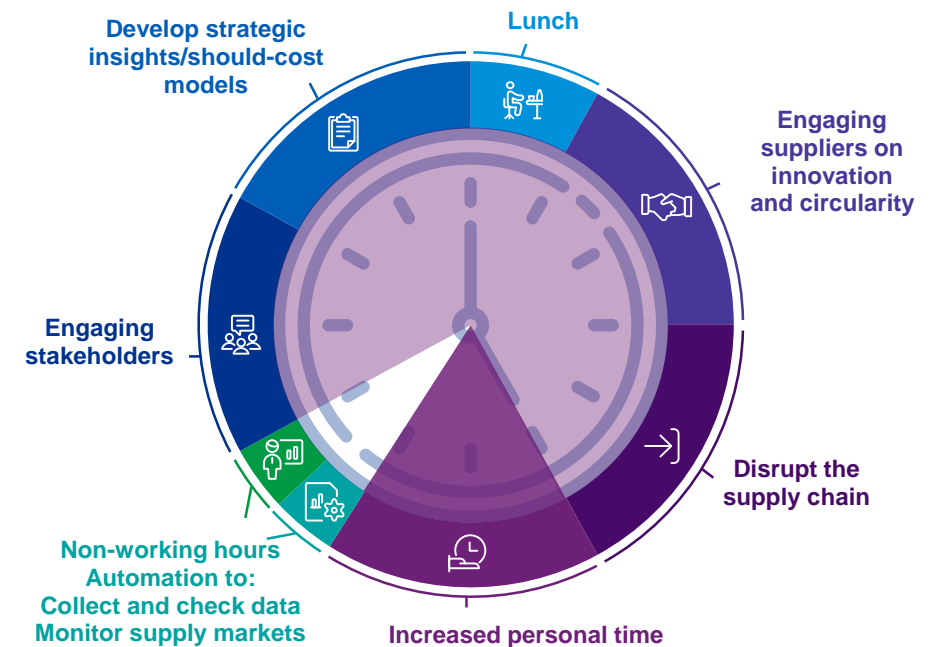 Lunch
Develop strategic
insights/should-cost
models
Engaging
suppliers on
innovation
and circularity
Engaging
stakeholders
Disrupt the
supply chain
Non-working hours
Automation to:
Collect and check data
Monitor supply markets
Increased personal time